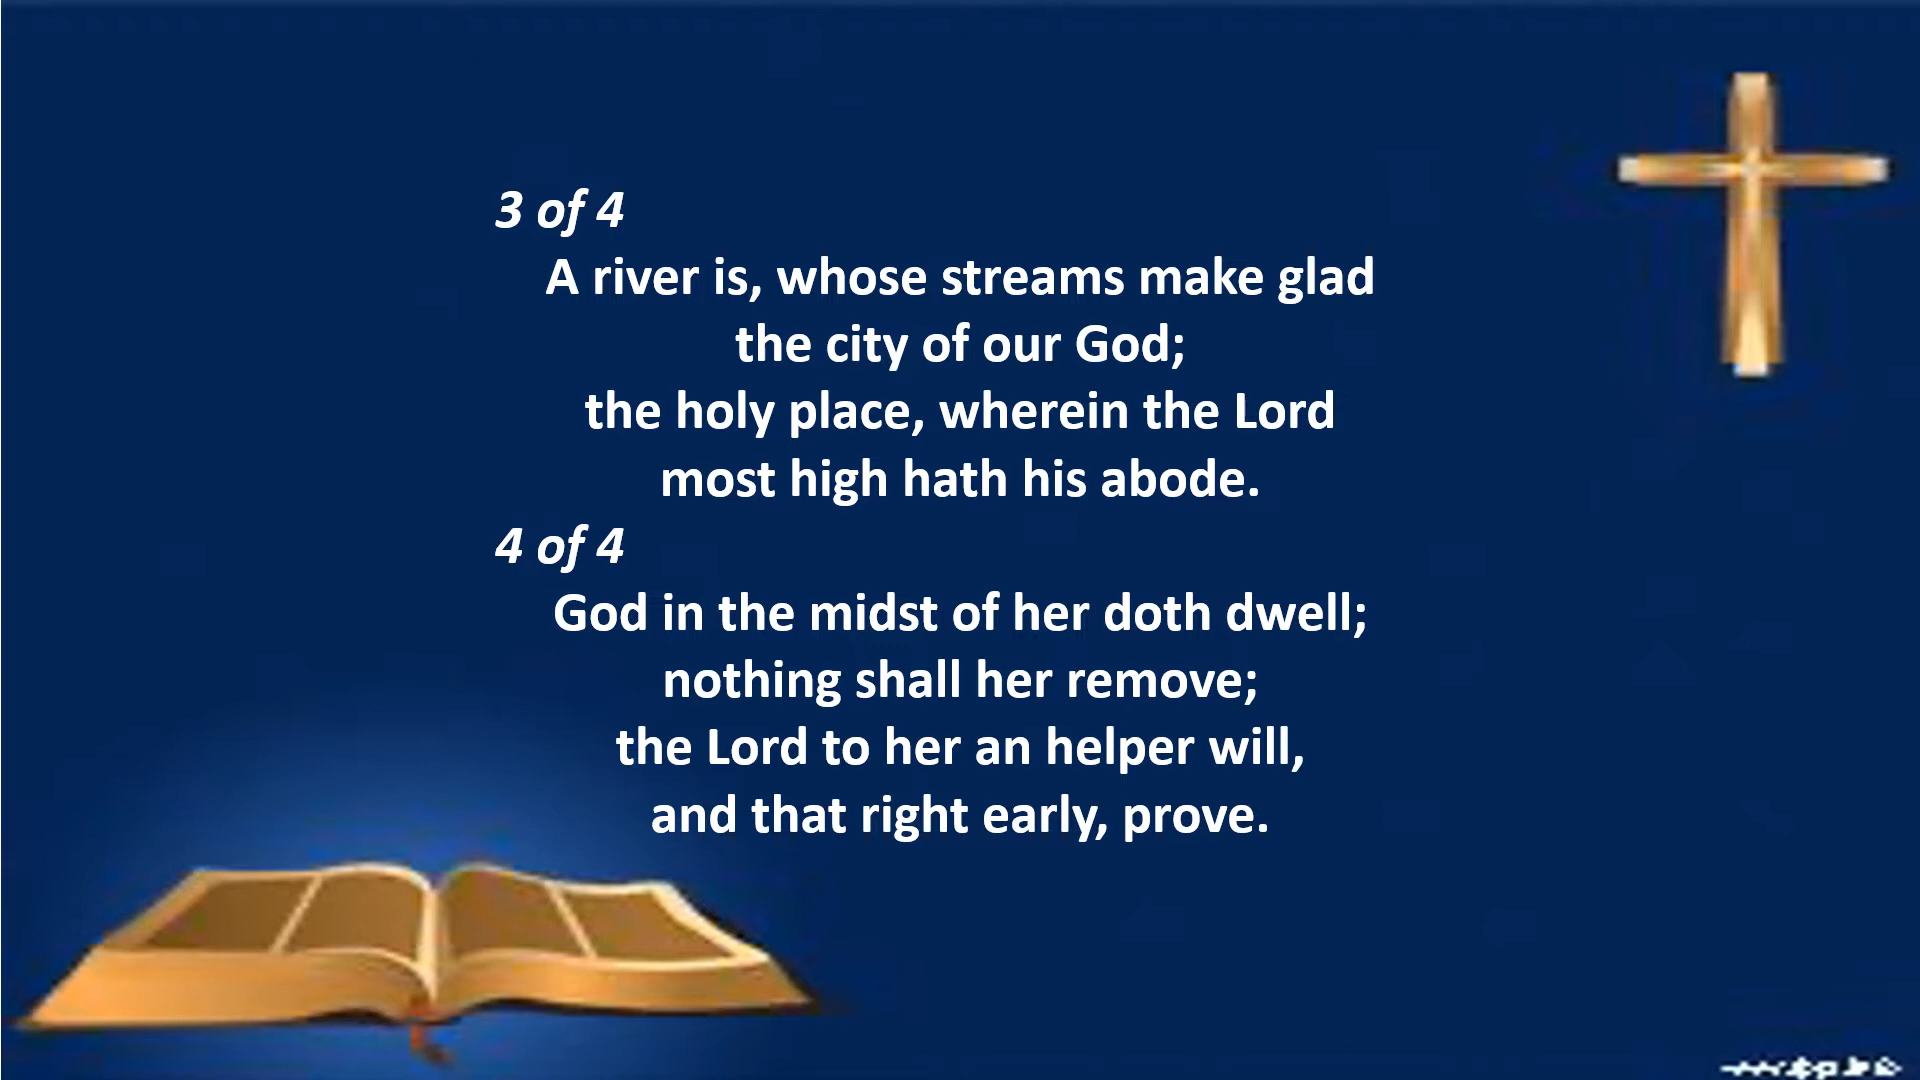 3 of 4
A river is, whose streams make glad
the city of our God;
the holy place, wherein the Lord
most high hath his abode.
4 of 4
God in the midst of her doth dwell;
nothing shall her remove;
the Lord to her an helper will,
and that right early, prove.